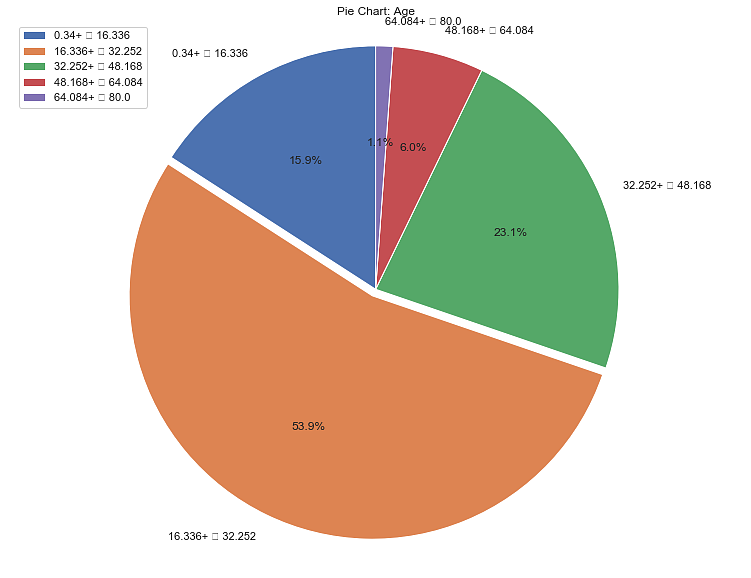 Pie Chart: Age
0.34+ □ 16.336
16.336+ □ 32.252
32.252+ □ 48.168
48.168+ □ 64.084
64.084+ □ 80.0
64.084+ □ 80.0
48.168+ □ 64.084
0.34+ □ 16.336
1.1%
6.0%
15.9%
32.252+ □ 48.168
23.1%
53.9%
16.336+ □ 32.252